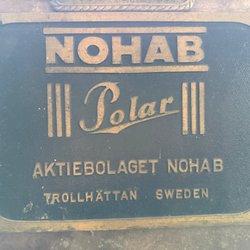 NOHAB
Polar
AKTIEBOLAGET NOHAB
TROLLHÄTTAN SWEDEN